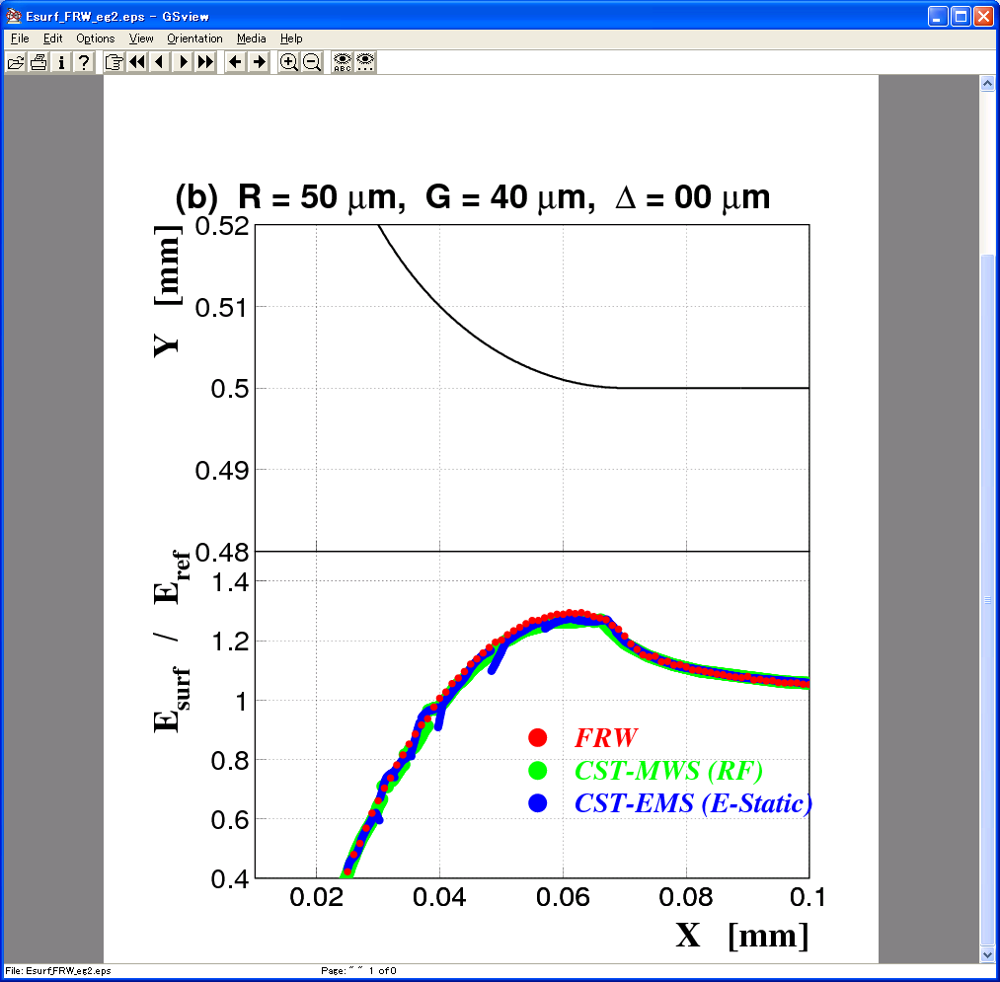 Esurf_FRW_eg2.eps - GSview
File Edit Options View Orientation Media Help
ABC
(b) R = 50 μm, G = 40 μm, Δ = 00 μm
Y [mm]
0.52
0.51
0.5
0.49
0.48
E_surf / E_ref
1.4
1.2
1
0.8
0.6
0.4
FRW
CST-MWS (RF)
CST-EMS (E-Static)
0.02 0.04 0.06 0.08 0.1
X [mm]
File: Esurf_FRW_eg2.eps Page: " " 1 of 0